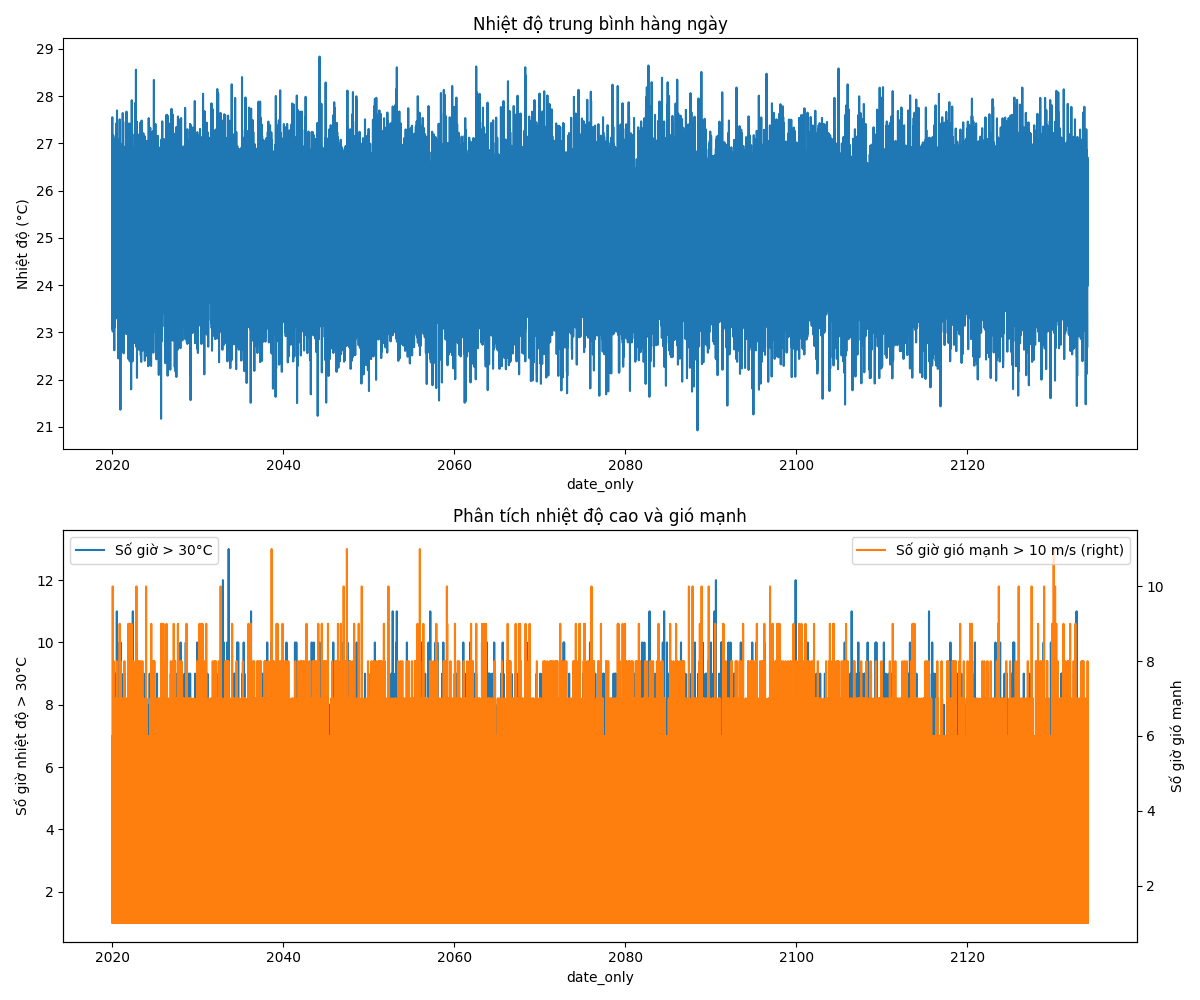 Nhiệt độ trung bình hàng ngày
29
28
27
26
25
24
23
22
21
Nhiệt độ (°C)
2020 2040 2060 2080 2100 2120
date_only
Phân tích nhiệt độ cao và gió mạnh
Số giờ > 30°C
Số giờ gió mạnh > 10 m/s (right)
12
10
8
6
4
2
Số giờ nhiệt độ > 30°C
10
8
6
4
2
Số giờ gió mạnh
2020 2040 2060 2080 2100 2120
date_only